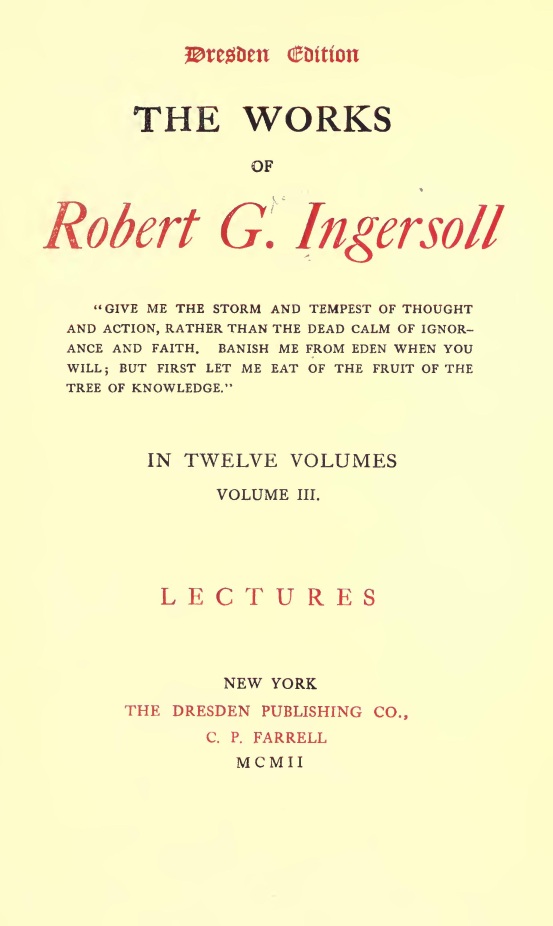 Dresden Edition
THE WORKS
OF
Robert G. Ingersoll
"GIVE ME THE STORM AND TEMPEST OF THOUGHT
AND ACTION, RATHER THAN THE DEAD CALM OF IGNOR-
ANCE AND FAITH. BANISH ME FROM EDEN WHEN YOU
WILL; BUT FIRST LET ME EAT OF THE FRUIT OF THE
TREE OF KNOWLEDGE."
IN TWELVE VOLUMES
VOLUME III.
LECTURES
NEW YORK
THE DRESDEN PUBLISHING CO.,
C. P. FARRELL
MCMII